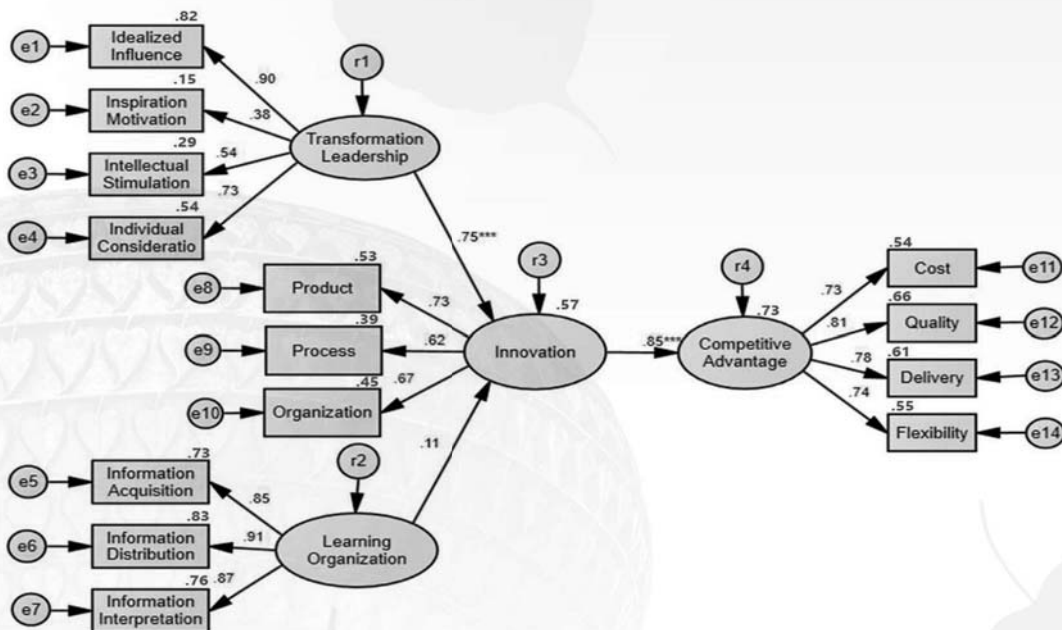 .82
e1
Idealized
Influence
r1
.90
.15
e2
Inspiration
Motivation
.38
Transformation
Leadership
.29
e3
Intellectual
Stimulation
.54
.73
.54
e4
Individual
Consideratio
.75***
r3
r4
.54
Cost
e11
.53
e8
Product
.73
.57
.73
.73
.66
Quality
e12
.81
.39
e9
Process
.62
Innovation
.85***
Competitive
Advantage
.78
.61
Delivery
e13
.45
e10
Organization
.67
.74
.55
Flexibility
e14
.11
r2
.73
e5
Information
Acquisition
.85
.83
e6
Information
Distribution
.91
Learning
Organization
.76
.87
e7
Information
Interpretation